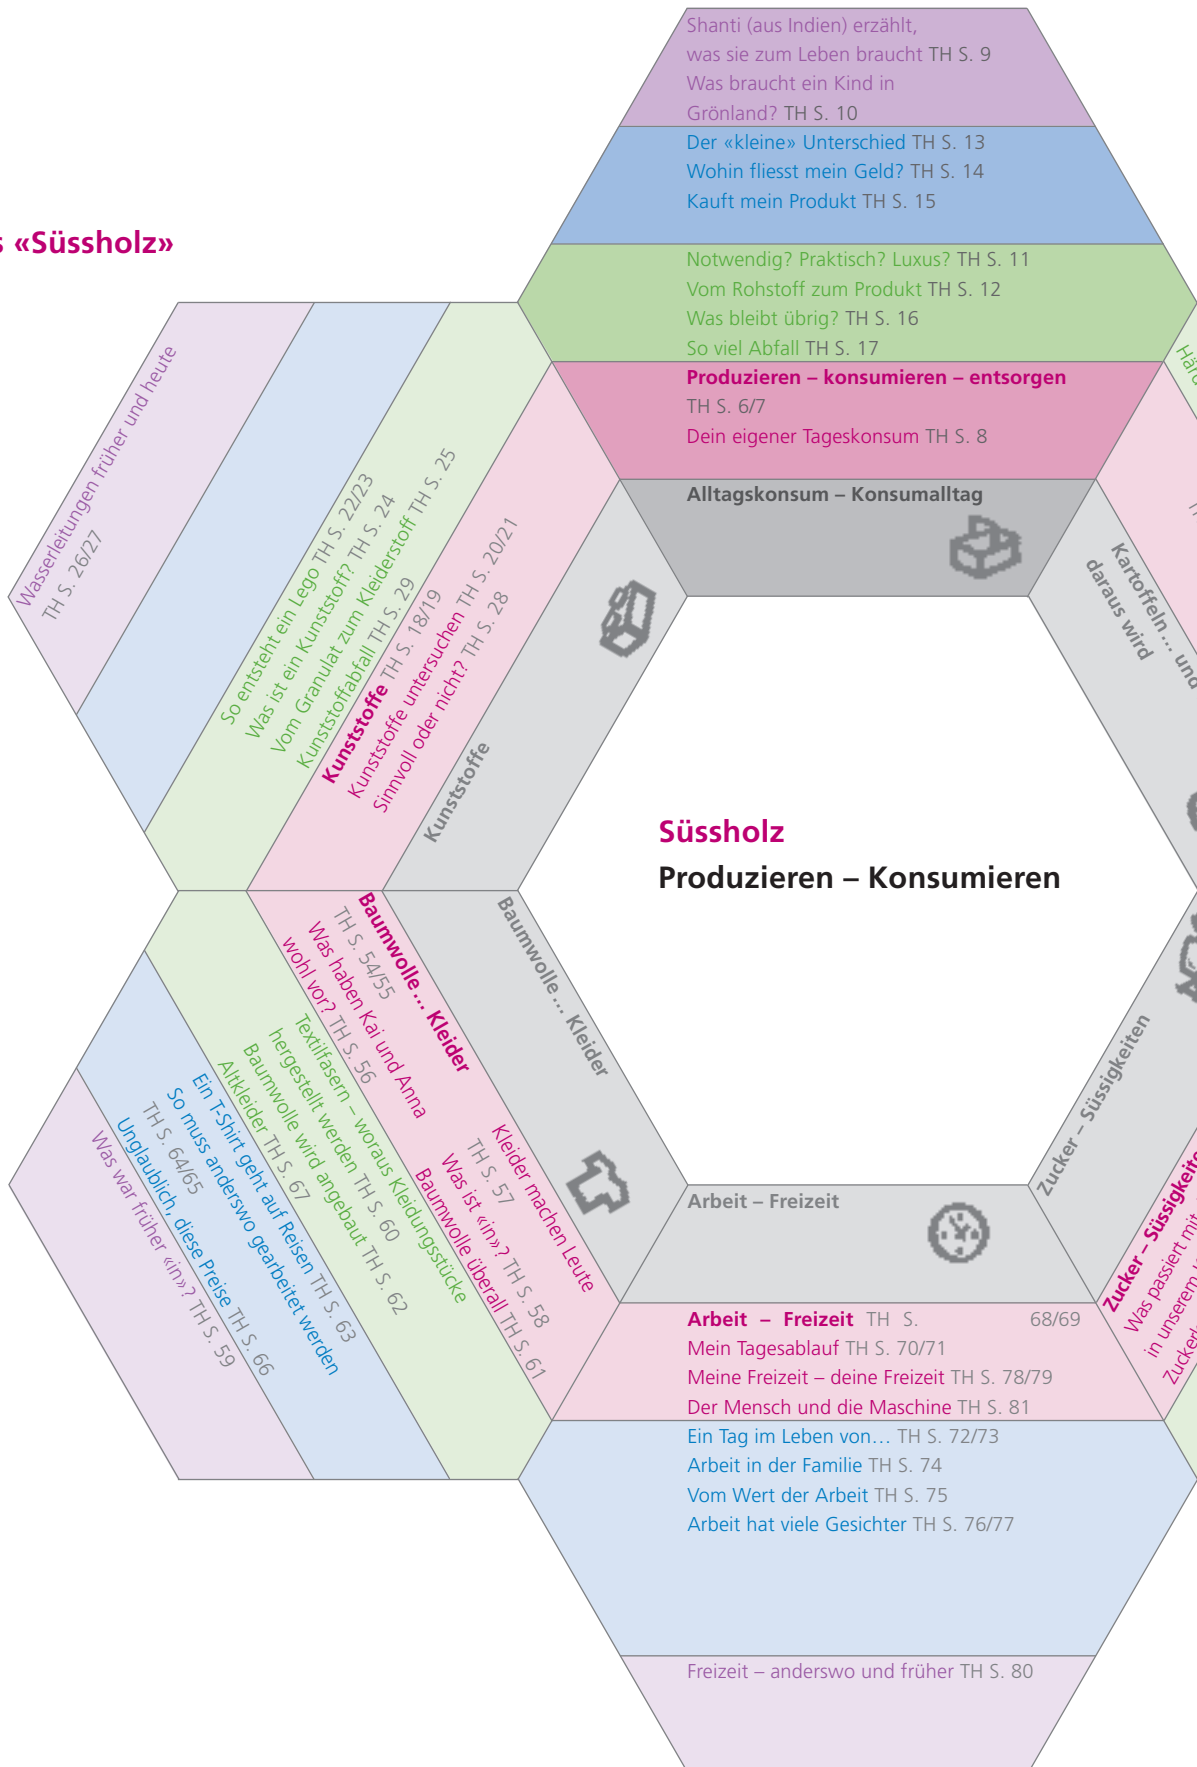 Shanti (aus Indien) erzählt,
was sie zum Leben braucht TH S. 9
Was braucht ein Kind in
Grönland? TH S. 10
Der «kleine» Unterschied TH S. 13
Wohin fliesst mein Geld? TH S. 14
Kauft mein Produkt TH S. 15
«Süssholz»
Notwendig? Praktisch? Luxus? TH S. 11
Vom Rohstoff zum Produkt TH S. 12
Was bleibt übrig? TH S. 16
So viel Abfall TH S. 17
Produzieren – konsumieren – entsorgen
TH S. 6/7
Dein eigener Tageskonsum TH S. 8
Alltagskonsum – Konsumalltag
Wasserleitungen früher und heute
TH S. 26/27
So entsteht ein Lego TH S. 22/23
Was ist ein Kunststoff? TH S. 24
Vom Granulat zum Kleiderstoff TH S. 25
Kunststoffabfall TH S. 29
Kunststoffe TH S. 18/19
Kunststoffe untersuchen TH S. 20/21
Sinnvoll oder nicht? TH S. 28
Kunststoffe
Kartoffeln … und
daraus wird
Süssholz
Produzieren – Konsumieren
Baumwolle … Kleider
Baumwolle … Kleider
TH S. 54/55
Was haben Kai und Anna
wohl vor? TH S. 56
Kleider machen Leute
TH S. 57
Was ist «in»? TH S. 58
Baumwolle überall TH S. 61
Textilfasern – woraus Kleidungsstücke
hergestellt werden TH S. 60
Baumwolle wird angebaut TH S. 62
Altkleider TH S. 67
Ein T-Shirt geht auf Reisen TH S. 63
So muss anderswo gearbeitet werden
TH S. 64/65
Unglaublich, diese Preise TH S. 66
Was war früher «in»? TH S. 59
Zucker – Süssigkeiten
Zucker – Süssigkeite
Was passiert mit
in unserem
Arbeit – Freizeit
Arbeit – Freizeit TH S. 68/69
Mein Tagesablauf TH S. 70/71
Meine Freizeit – deine Freizeit TH S. 78/79
Der Mensch und die Maschine TH S. 81
Ein Tag im Leben von… TH S. 72/73
Arbeit in der Familie TH S. 74
Vom Wert der Arbeit TH S. 75
Arbeit hat viele Gesichter TH S. 76/77
Freizeit – anderswo und früher TH S. 80